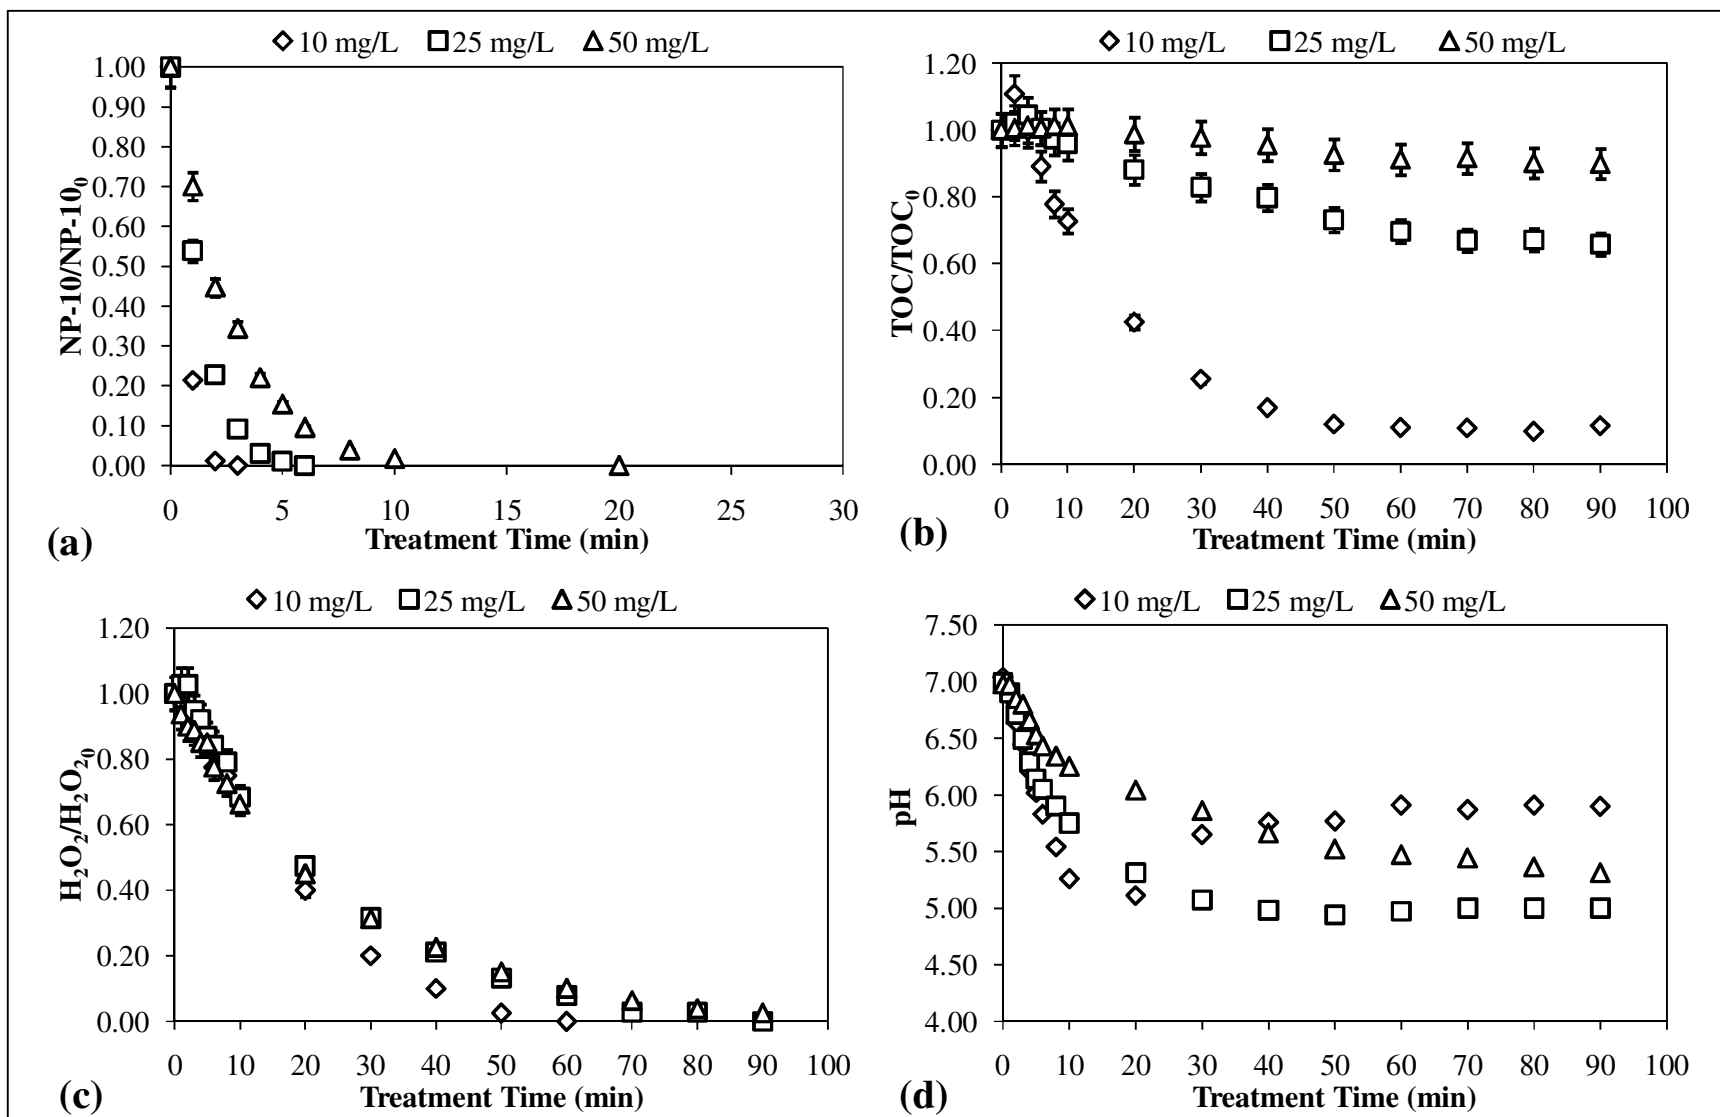 10 mg/L 25 mg/L 50 mg/L
1.00
0.90
0.80
0.70
0.60
0.50
0.40
0.30
0.20
0.10
0.00
NP-10/NP-10₀
0 5 10 15 20 25 30
Treatment Time (min)
(a)
10 mg/L 25 mg/L 50 mg/L
1.20
1.00
0.80
0.60
0.40
0.20
0.00
TOC/TOC₀
0 10 20 30 40 50 60 70 80 90 100
Treatment Time (min)
(b)
10 mg/L 25 mg/L 50 mg/L
1.20
1.00
0.80
0.60
0.40
0.20
0.00
H₂O₂/H₂O₂₀
0 10 20 30 40 50 60 70 80 90 100
Treatment Time (min)
(c)
10 mg/L 25 mg/L 50 mg/L
7.50
7.00
6.50
6.00
5.50
5.00
4.50
4.00
pH
0 10 20 30 40 50 60 70 80 90 100
Treatment Time (min)
(d)